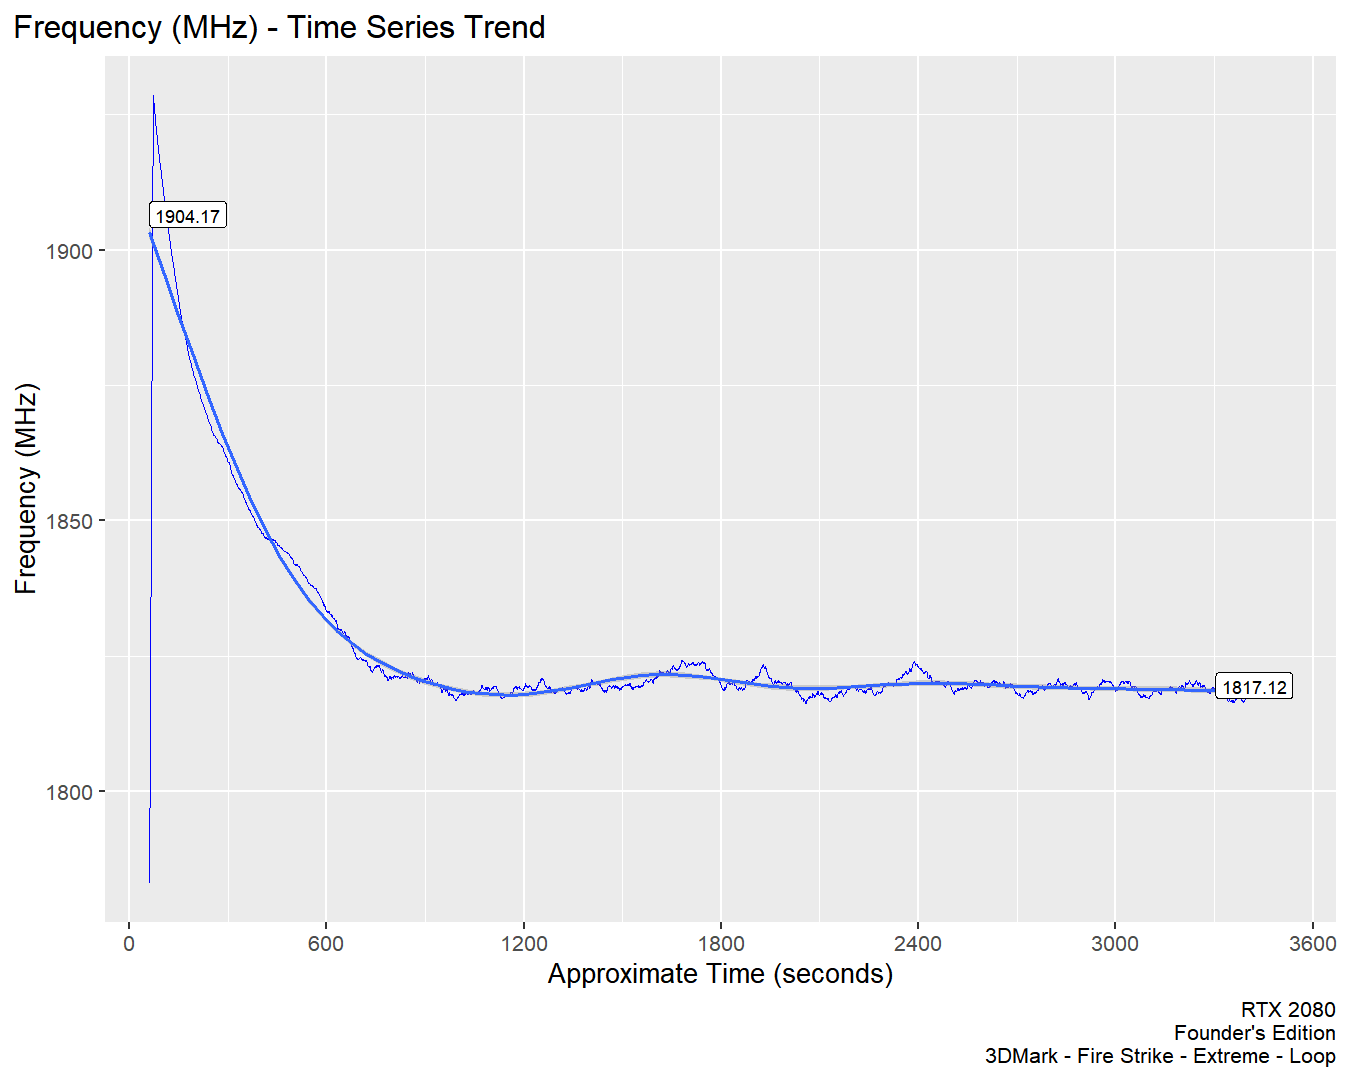 Frequency (MHz) - Time Series Trend
1904.17
1900
1850
1800
Frequency (MHz)
1817.12
0 600 1200 1800 2400 3000 3600
Approximate Time (seconds)
RTX 2080
Founder's Edition
3DMark - Fire Strike - Extreme - Loop